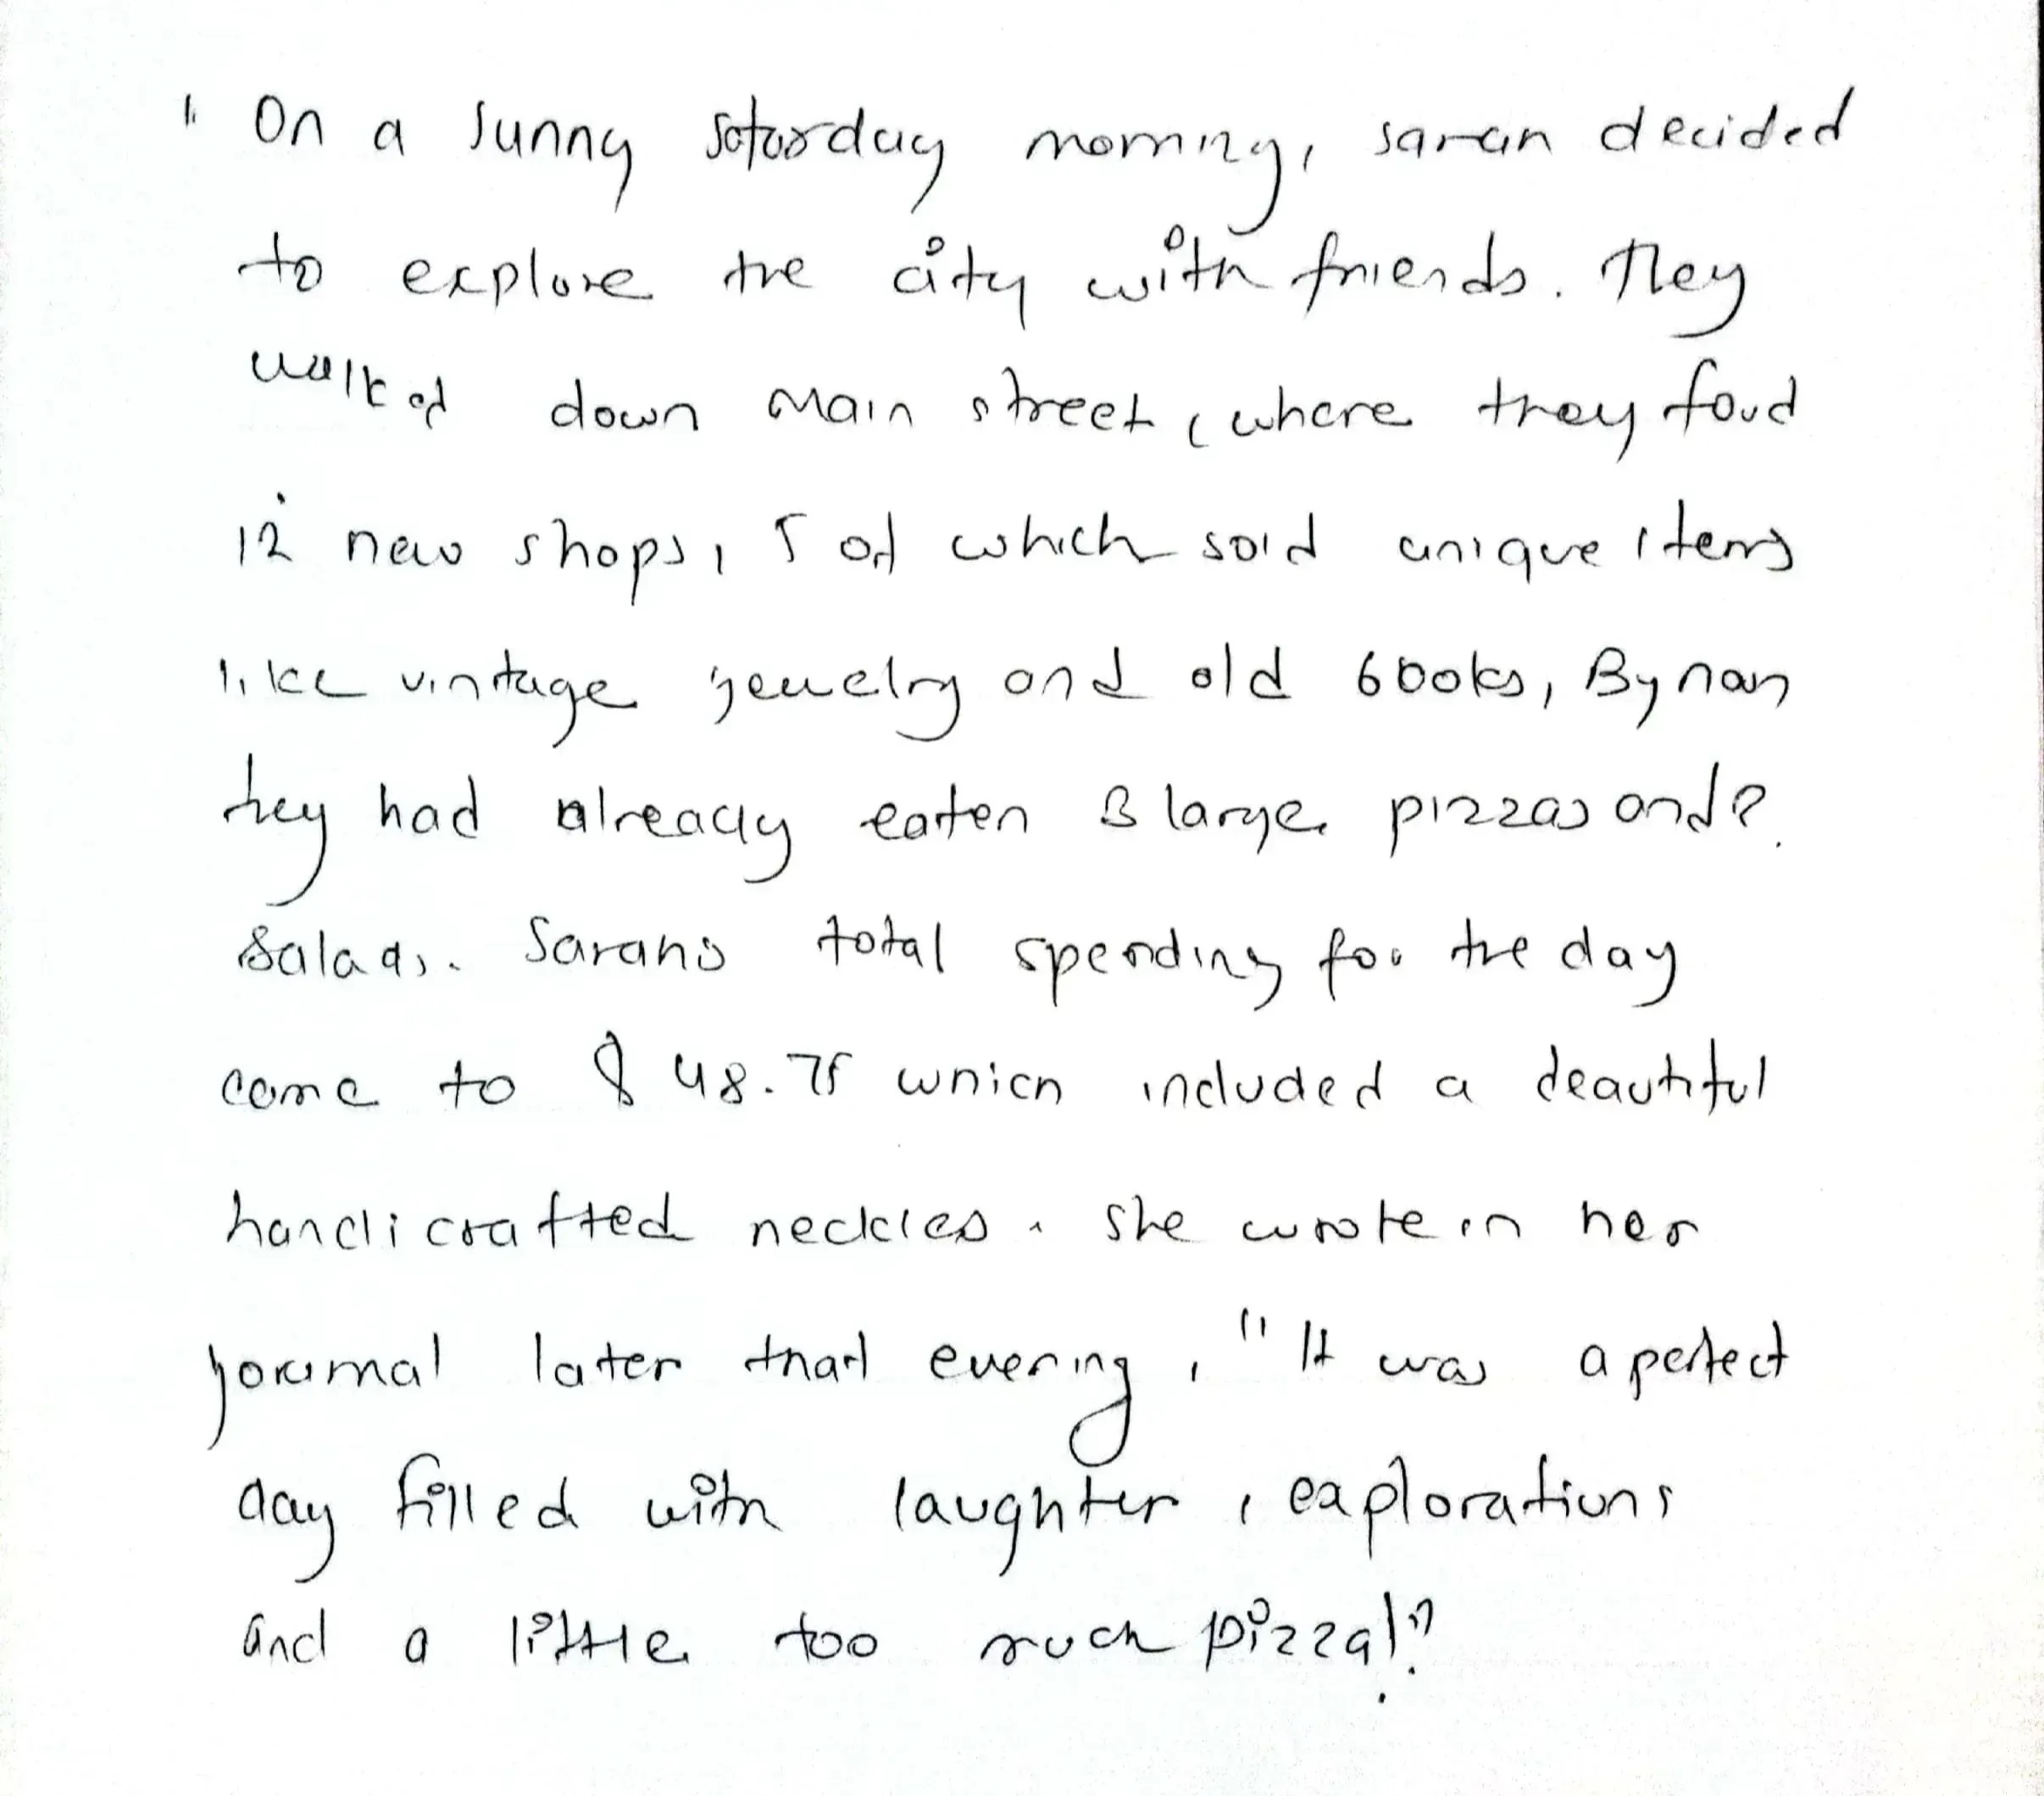 " On a sunny saturday morning, sarah decided
to explore the city with friends. They
walked down Main street, where they foud
12 new shops, 5 of which sold unique items
like vintage jewelry and old books, By noon
they had already eaten 3 large pizzas and 2
salads. Sarah's total spending for the day
came to $ 48.75 which included a beautiful
handicrafted neckles. She wrote in her
journal later that evening, "It was a perfect
day filled with laughter, explorations
and a little too much pizza!"